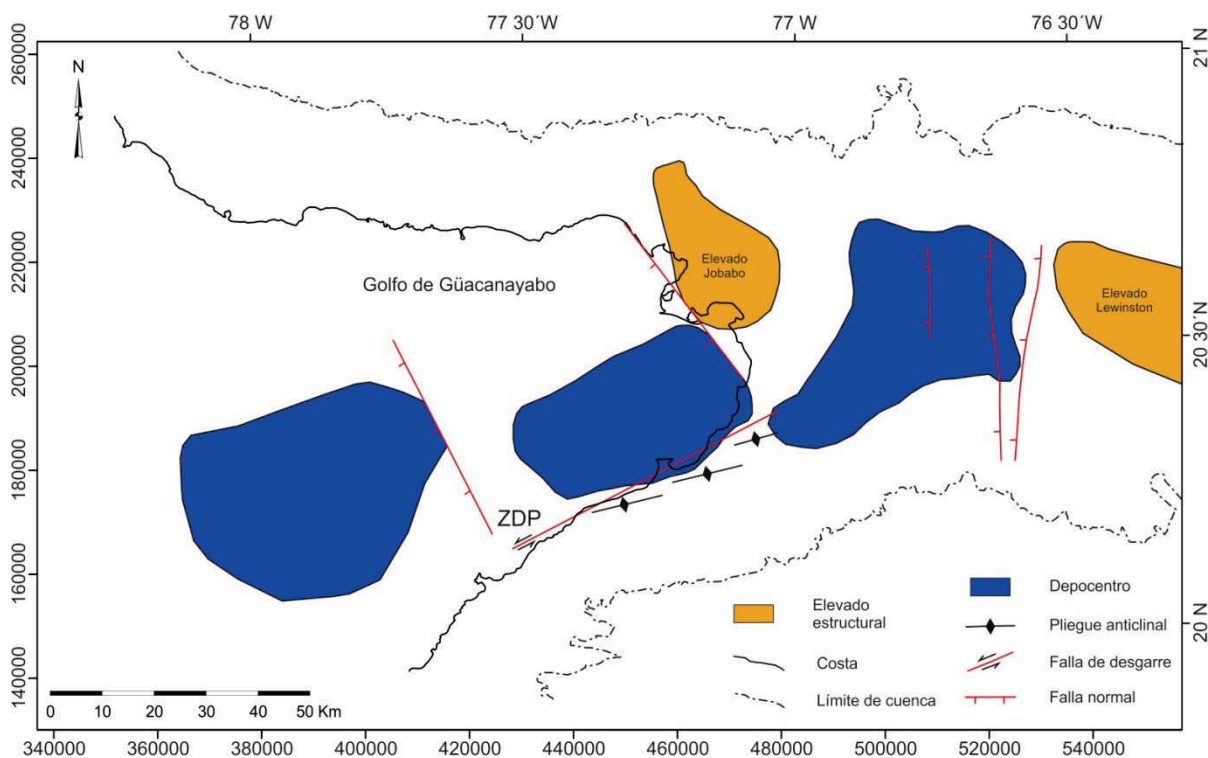 78 ´W
77 30´W
77 ´W
76 30´W
260000
240000
220000
200000
180000
160000
140000
21 N
20 30´N
20 N
N
Elevado
Jobabo
Golfo de Güacanayabo
Elevado
Lewinston
ZDP
Elevado
estructural
Costa
Límite de cuenca
Depocentro
Pliegue anticlinal
Falla de desgarre
Falla normal
0 10 20 30 40 50 Km
340000 360000 380000 400000 420000 440000 460000 480000 500000 520000 540000